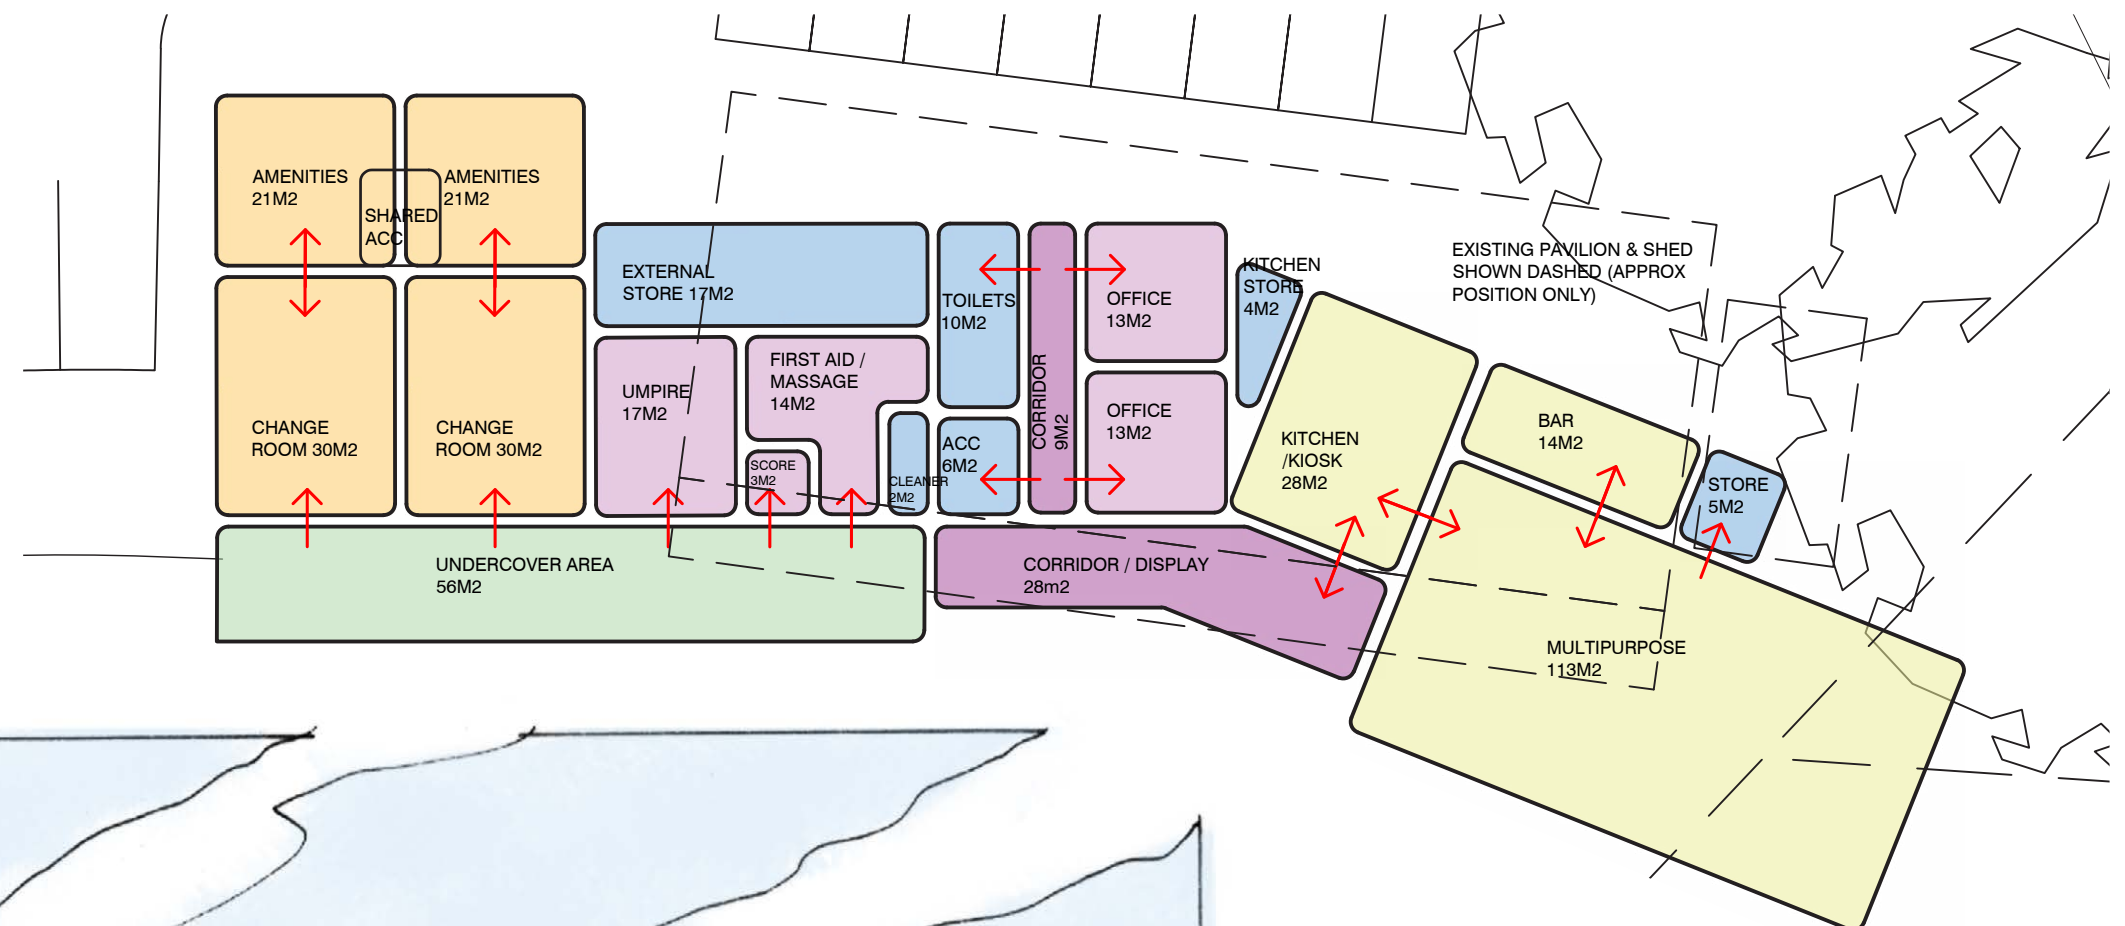 AMENITIES
21M2
AMENITIES
21M2
SHARED
ACC
EXTERNAL
STORE 17M2
TOILETS
10M2
OFFICE
13M2
KITCHEN
STORE
4M2
EXISTING PAVILION & SHED
SHOWN DASHED (APPROX
POSITION ONLY)
CHANGE
ROOM 30M2
CHANGE
ROOM 30M2
UMPIRE
17M2
FIRST AID /
MASSAGE
14M2
SCORE
3M2
CLEANER
2M2
ACC
6M2
CORRIDOR
9M2
OFFICE
13M2
KITCHEN
/KIOSK
28M2
BAR
14M2
STORE
5M2
UNDERCOVER AREA
56M2
CORRIDOR / DISPLAY
28m2
MULTIPURPOSE
113M2